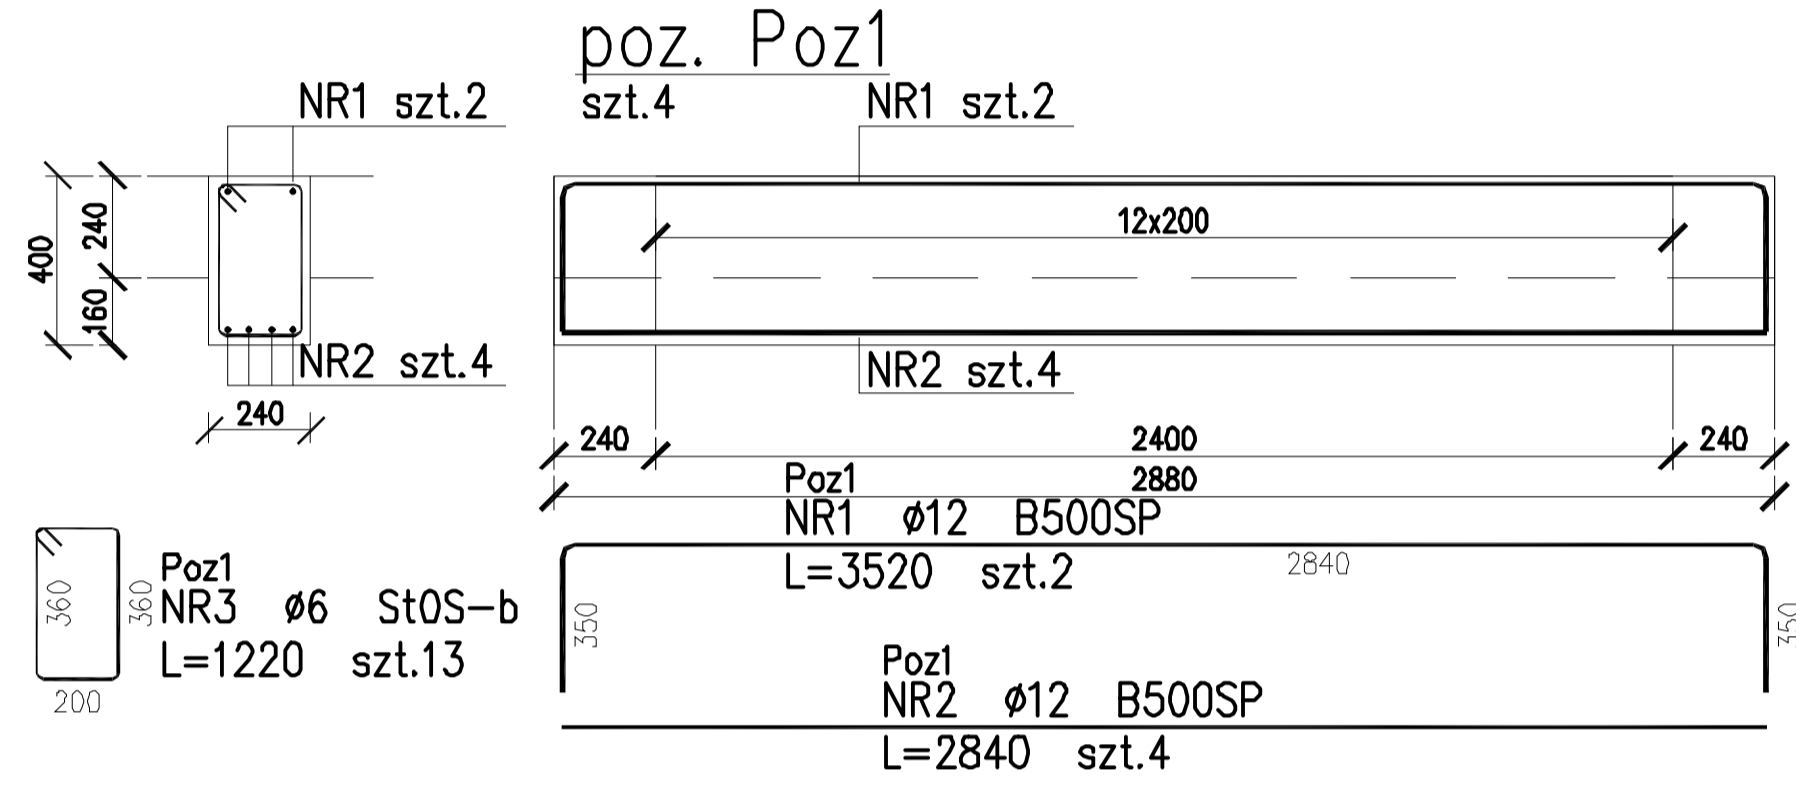 poz. Poz1
szt.4
NR1 szt.2
NR1 szt.2
400
240
160
12x200
NR2 szt.4
NR2 szt.4
240
240
2400
240
2880
Poz1
NR1 ø12 B500SP
L=3520 szt.2
2840
350
350
Poz1
NR3 ø6 StOS-b
L=1220 szt.13
360
360
200
Poz1
NR2 ø12 B500SP
L=2840 szt.4